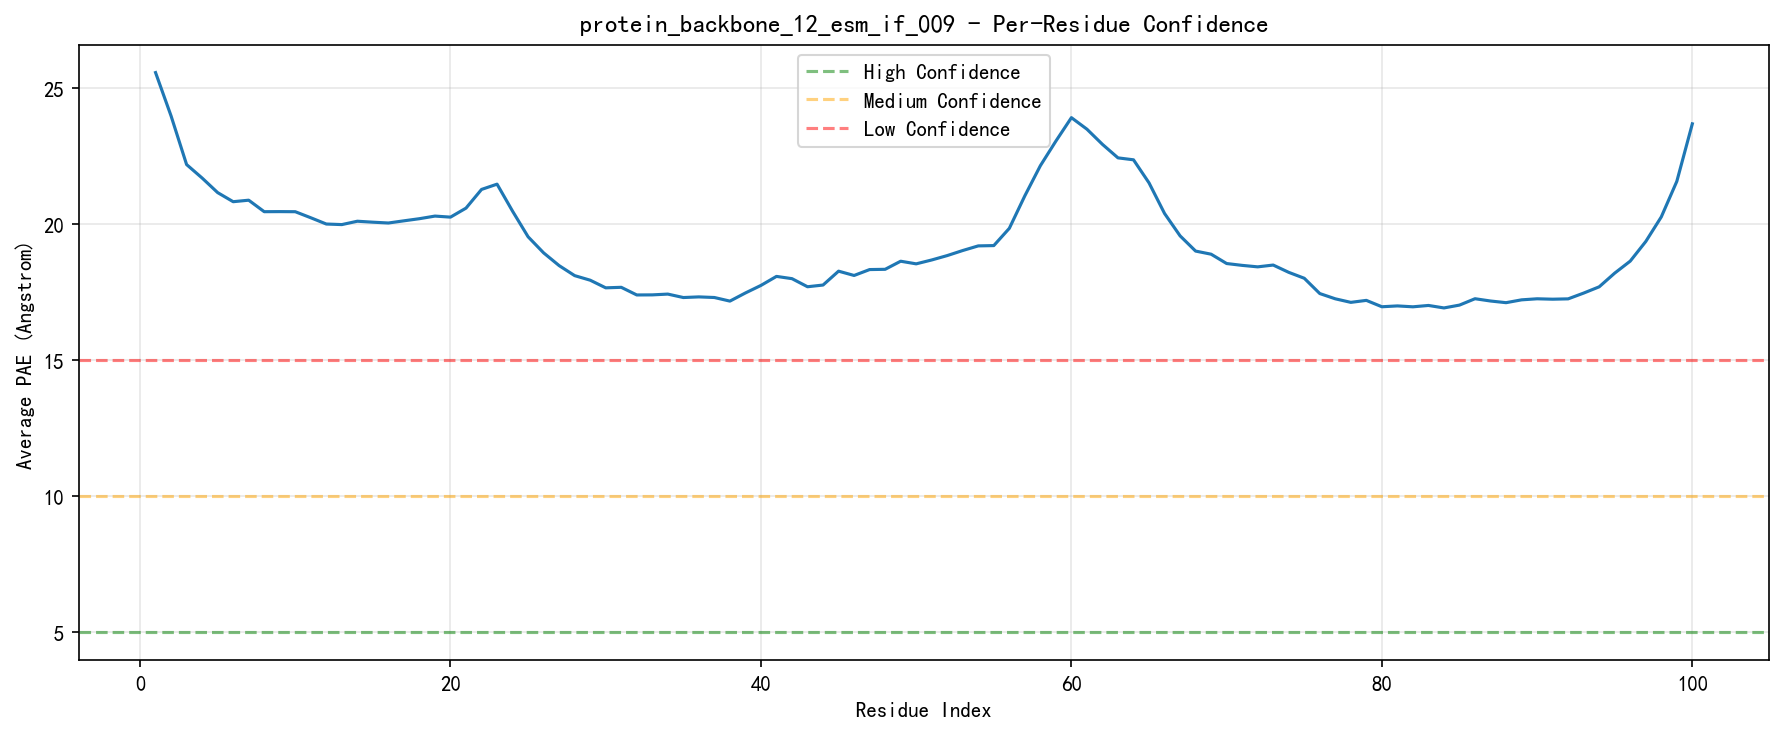 protein_backbone_12_esm_if_009 - Per-Residue Confidence
High Confidence
Medium Confidence
Low Confidence
Average PAE (Angstrom)
25
20
15
10
5
0 20 40 60 80 100
Residue Index